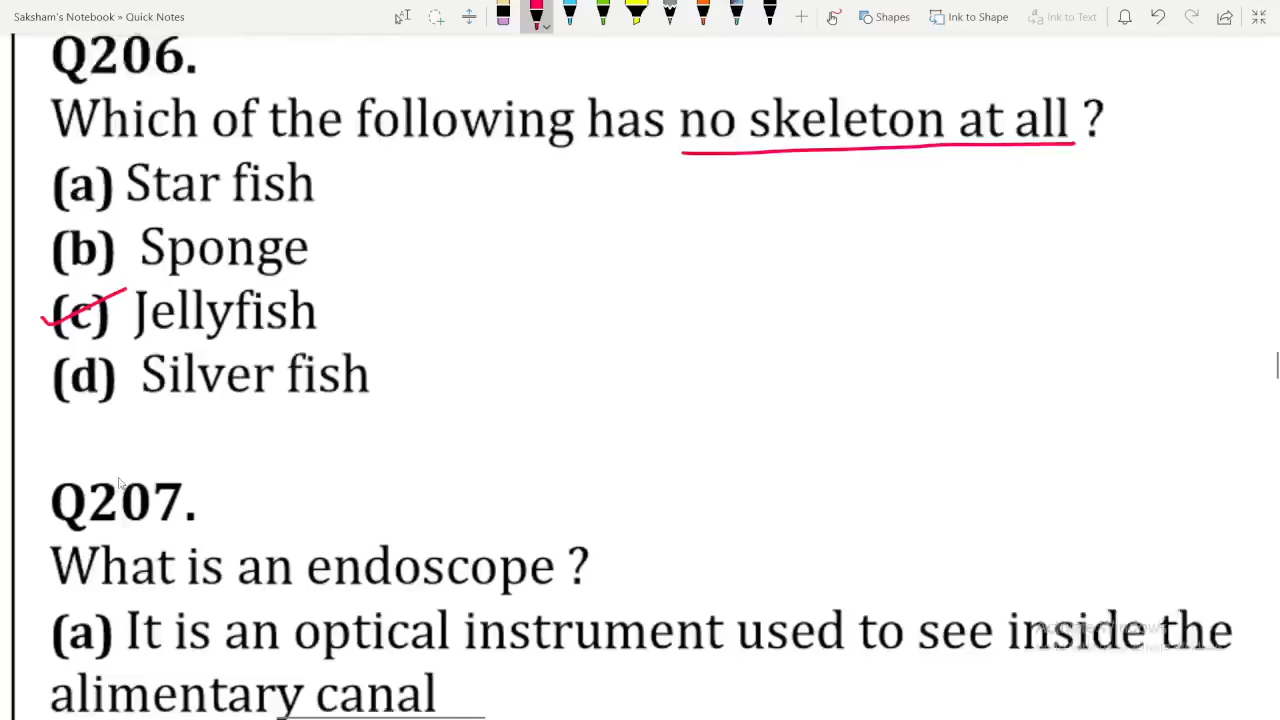 Saksham's Notebook » Quick Notes
Shapes
Ink to Shape
Ink to Text
Q206.
Which of the following has no skeleton at all ?
(a) Star fish
(b) Sponge
(c) Jellyfish
(d) Silver fish
Q207.
What is an endoscope ?
(a) It is an optical instrument used to see inside the
alimentary canal
Activate Windows